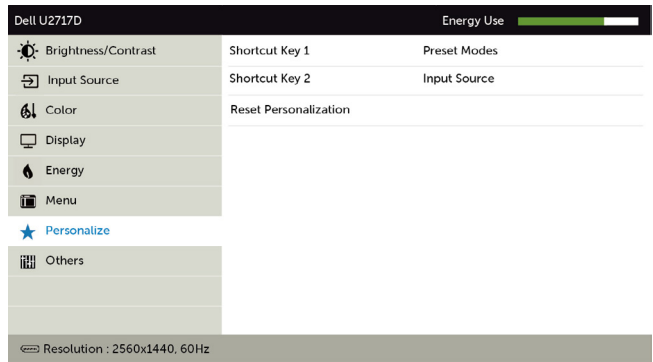 Dell U2717D Energy Use
Brightness/Contrast Shortcut Key 1 Preset Modes
Input Source Shortcut Key 2 Input Source
Color Reset Personalization
Display
Energy
Menu
Personalize
Others
Resolution : 2560x1440, 60Hz